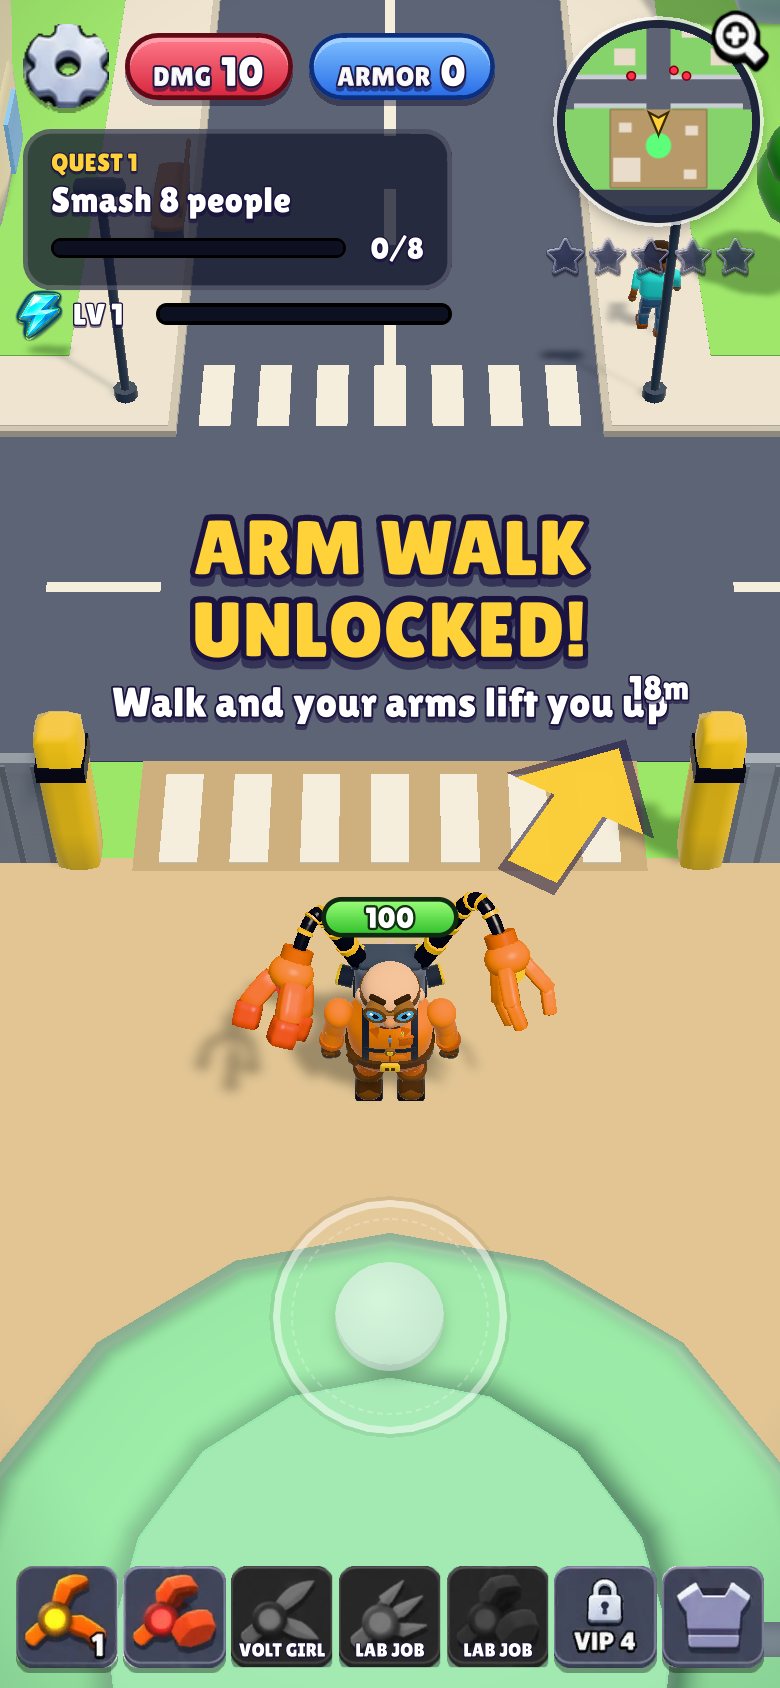 DMG 10
ARMOR 0
QUEST 1
Smash 8 people
0/8
LV 1
ARM WALK
UNLOCKED!
18m
Walk and your arms lift you up
100
1
VOLT GIRL
LAB JOB
LAB JOB
VIP 4